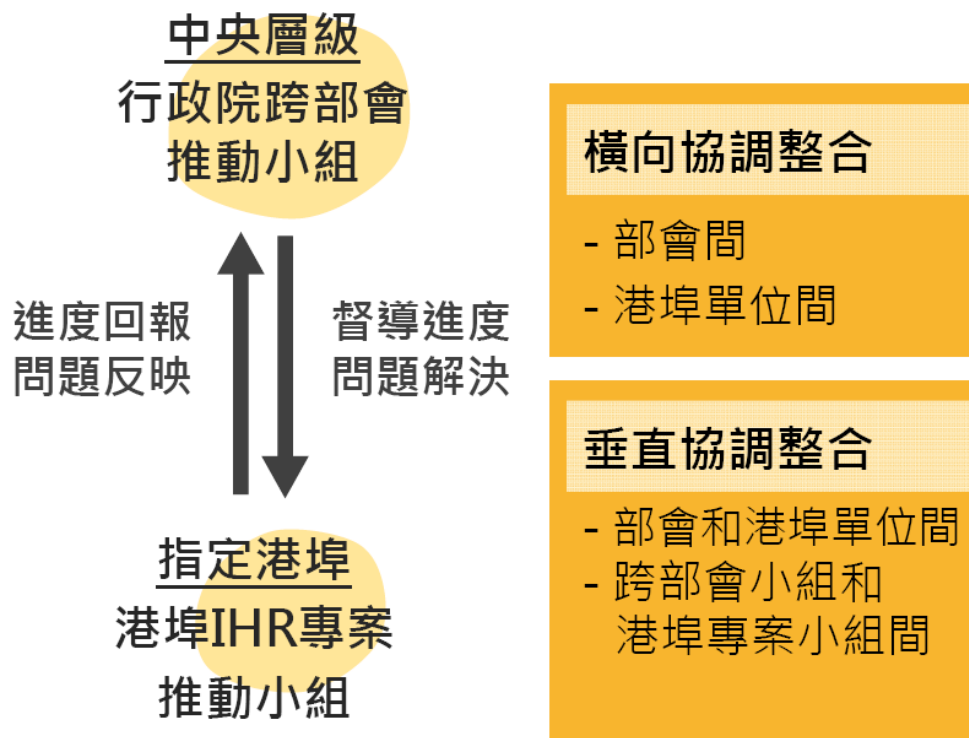 中央層級
行政院跨部會
推動小組
進度回報
問題反映
督導進度
問題解決
指定港埠
港埠IHR專案
推動小組
橫向協調整合
- 部會間
- 港埠單位間
垂直協調整合
- 部會和港埠單位間
- 跨部會小組和
港埠專案小組間